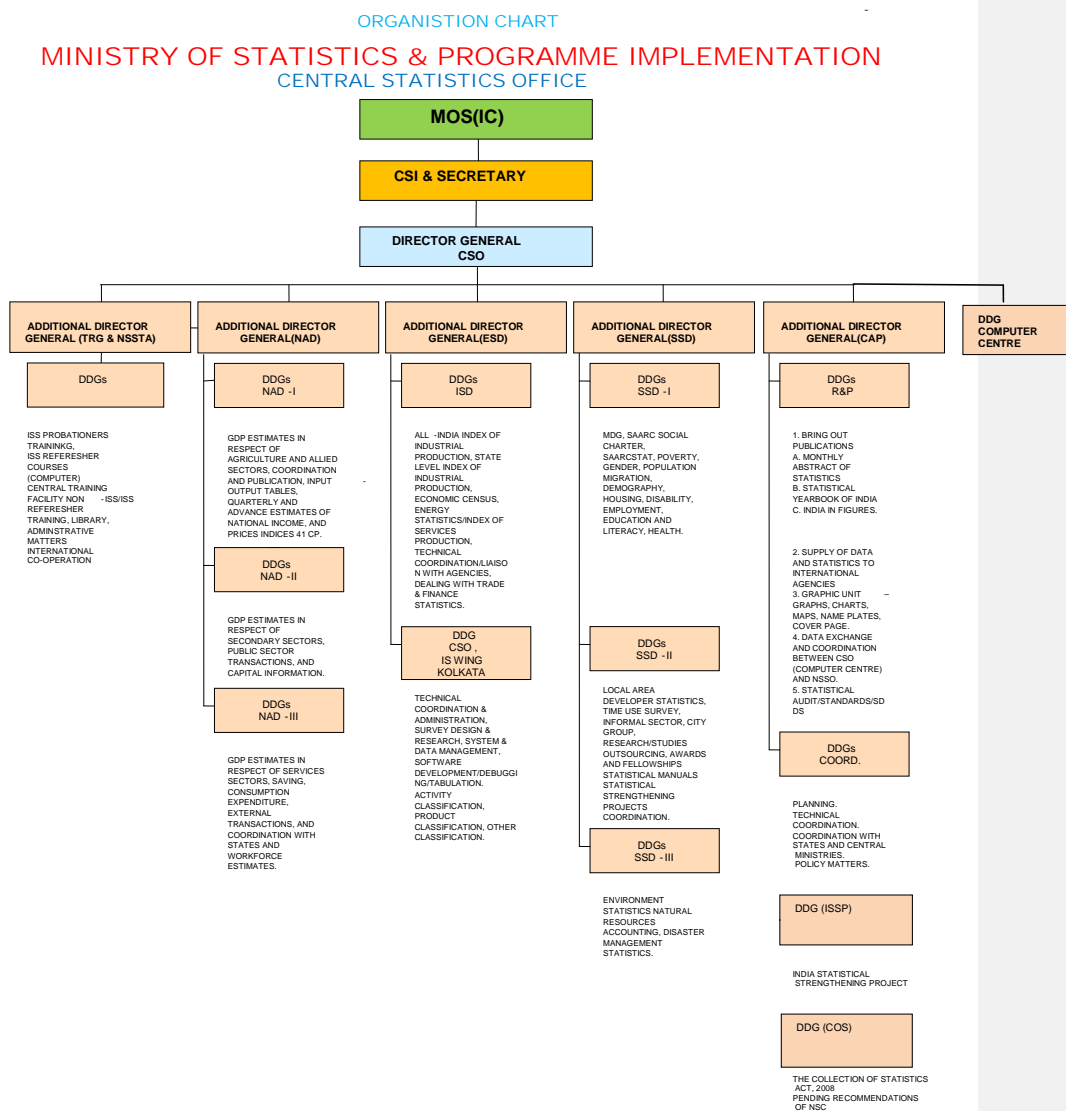 ORGANISTION CHART
MINISTRY OF STATISTICS & PROGRAMME IMPLEMENTATION
CENTRAL STATISTICS OFFICE
MOS(IC)
CSI & SECRETARY
DIRECTOR GENERAL
CSO
ADDITIONAL DIRECTOR
GENERAL (TRG & NSSTA)
DDGs
ISS PROBATIONERS
TRAININKG,
ISS REFERESHER
COURSES
(COMPUTER)
CENTRAL TRAINING
FACILITY NON -ISS/ISS
REFERESHER
TRAINING, LIBRARY,
ADMINSTRATIVE
MATTERS
INTERNATIONAL
CO-OPERATION
ADDITIONAL DIRECTOR
GENERAL(NAD)
DDGs
NAD -I
GDP ESTIMATES IN
RESPECT OF
AGRICULTURE AND ALLIED
SECTORS, COORDINATION
AND PUBLICATION, INPUT -
OUTPUT TABLES,
QUARTERLY AND
ADVANCE ESTIMATES OF
NATIONAL INCOME, AND
PRICES INDICES 41 CP.
DDGs
NAD -II
GDP ESTIMATES IN
RESPECT OF
SECONDARY SECTORS,
PUBLIC SECTOR
TRANSACTIONS, AND
CAPITAL INFORMATION.
DDGs
NAD -III
GDP ESTIMATES IN
RESPECT OF SERVICES
SECTORS, SAVING,
CONSUMPTION
EXPENDITURE,
EXTERNAL
TRANSACTIONS, AND
COORDINATION WITH
STATES AND
WORKFORCE
ESTIMATES.
ADDITIONAL DIRECTOR
GENERAL(ESD)
DDGs
ISD
ALL -INDIA INDEX OF
INDUSTRIAL
PRODUCTION, STATE
LEVEL INDEX OF
INDUSTRIAL
PRODUCTION,
ECONOMIC CENSUS,
ENERGY
STATISTICS/INDEX OF
SERVICES
PRODUCTION,
TECHNICAL
COORDINATION/LIAISO
N WITH AGENCIES,
DEALING WITH TRADE
& FINANCE
STATISTICS.
DDG
CSO ,
IS WING
KOLKATA
TECHNICAL
COORDINATION &
ADMINISTRATION,
SURVEY DESIGN &
RESEARCH, SYSTEM &
DATA MANAGEMENT,
SOFTWARE
DEVELOPMENT/DEBUGGI
NG/TABULATION.
ACTIVITY
CLASSIFICATION,
PRODUCT
CLASSIFICATION, OTHER
CLASSIFICATION.
ADDITIONAL DIRECTOR
GENERAL(SSD)
DDGs
SSD -I
MDG, SAARC SOCIAL
CHARTER,
SAARCSTAT, POVERTY,
GENDER, POPULATION
MIGRATION,
DEMOGRAPHY,
HOUSING, DISABILITY,
EMPLOYMENT,
EDUCATION AND
LITERACY, HEALTH.
DDGs
SSD -II
LOCAL AREA
DEVELOPER STATISTICS,
TIME USE SURVEY,
INFORMAL SECTOR, CITY
GROUP,
RESEARCH/STUDIES
OUTSOURCING, AWARDS
AND FELLOWSHIPS
STATISTICAL MANUALS
STATISTICAL
STRENGTHENING
PROJECTS
COORDINATION.
DDGs
SSD -III
ENVIRONMENT
STATISTICS NATURAL
RESOURCES
ACCOUNTING, DISASTER
MANAGEMENT
STATISTICS.
ADDITIONAL DIRECTOR
GENERAL(CAP)
DDGs
R&P
1. BRING OUT
PUBLICATIONS
A. MONTHLY
ABSTRACT OF
STATISTICS
B. STATISTICAL
YEARBOOK OF INDIA
C. INDIA IN FIGURES.
2. SUPPLY OF DATA
AND STATISTICS TO
INTERNATIONAL
AGENCIES
3. GRAPHIC UNIT –
GRAPHS, CHARTS,
MAPS, NAME PLATES,
COVER PAGE.
4. DATA EXCHANGE
AND COORDINATION
BETWEEN CSO
(COMPUTER CENTRE)
AND NSSO.
5. STATISTICAL
AUDIT/STANDARDS/SD
DS
DDGs
COORD.
PLANNING.
TECHNICAL
COORDINATION.
COORDINATION WITH
STATES AND CENTRAL
MINISTRIES.
POLICY MATTERS.
DDG (ISSP)
INDIA STATISTICAL
STRENGTHENING PROJECT
DDG (COS)
THE COLLECTION OF STATISTICS
ACT, 2008
PENDING RECOMMENDATIONS
OF NSC
DDG
COMPUTER
CENTRE